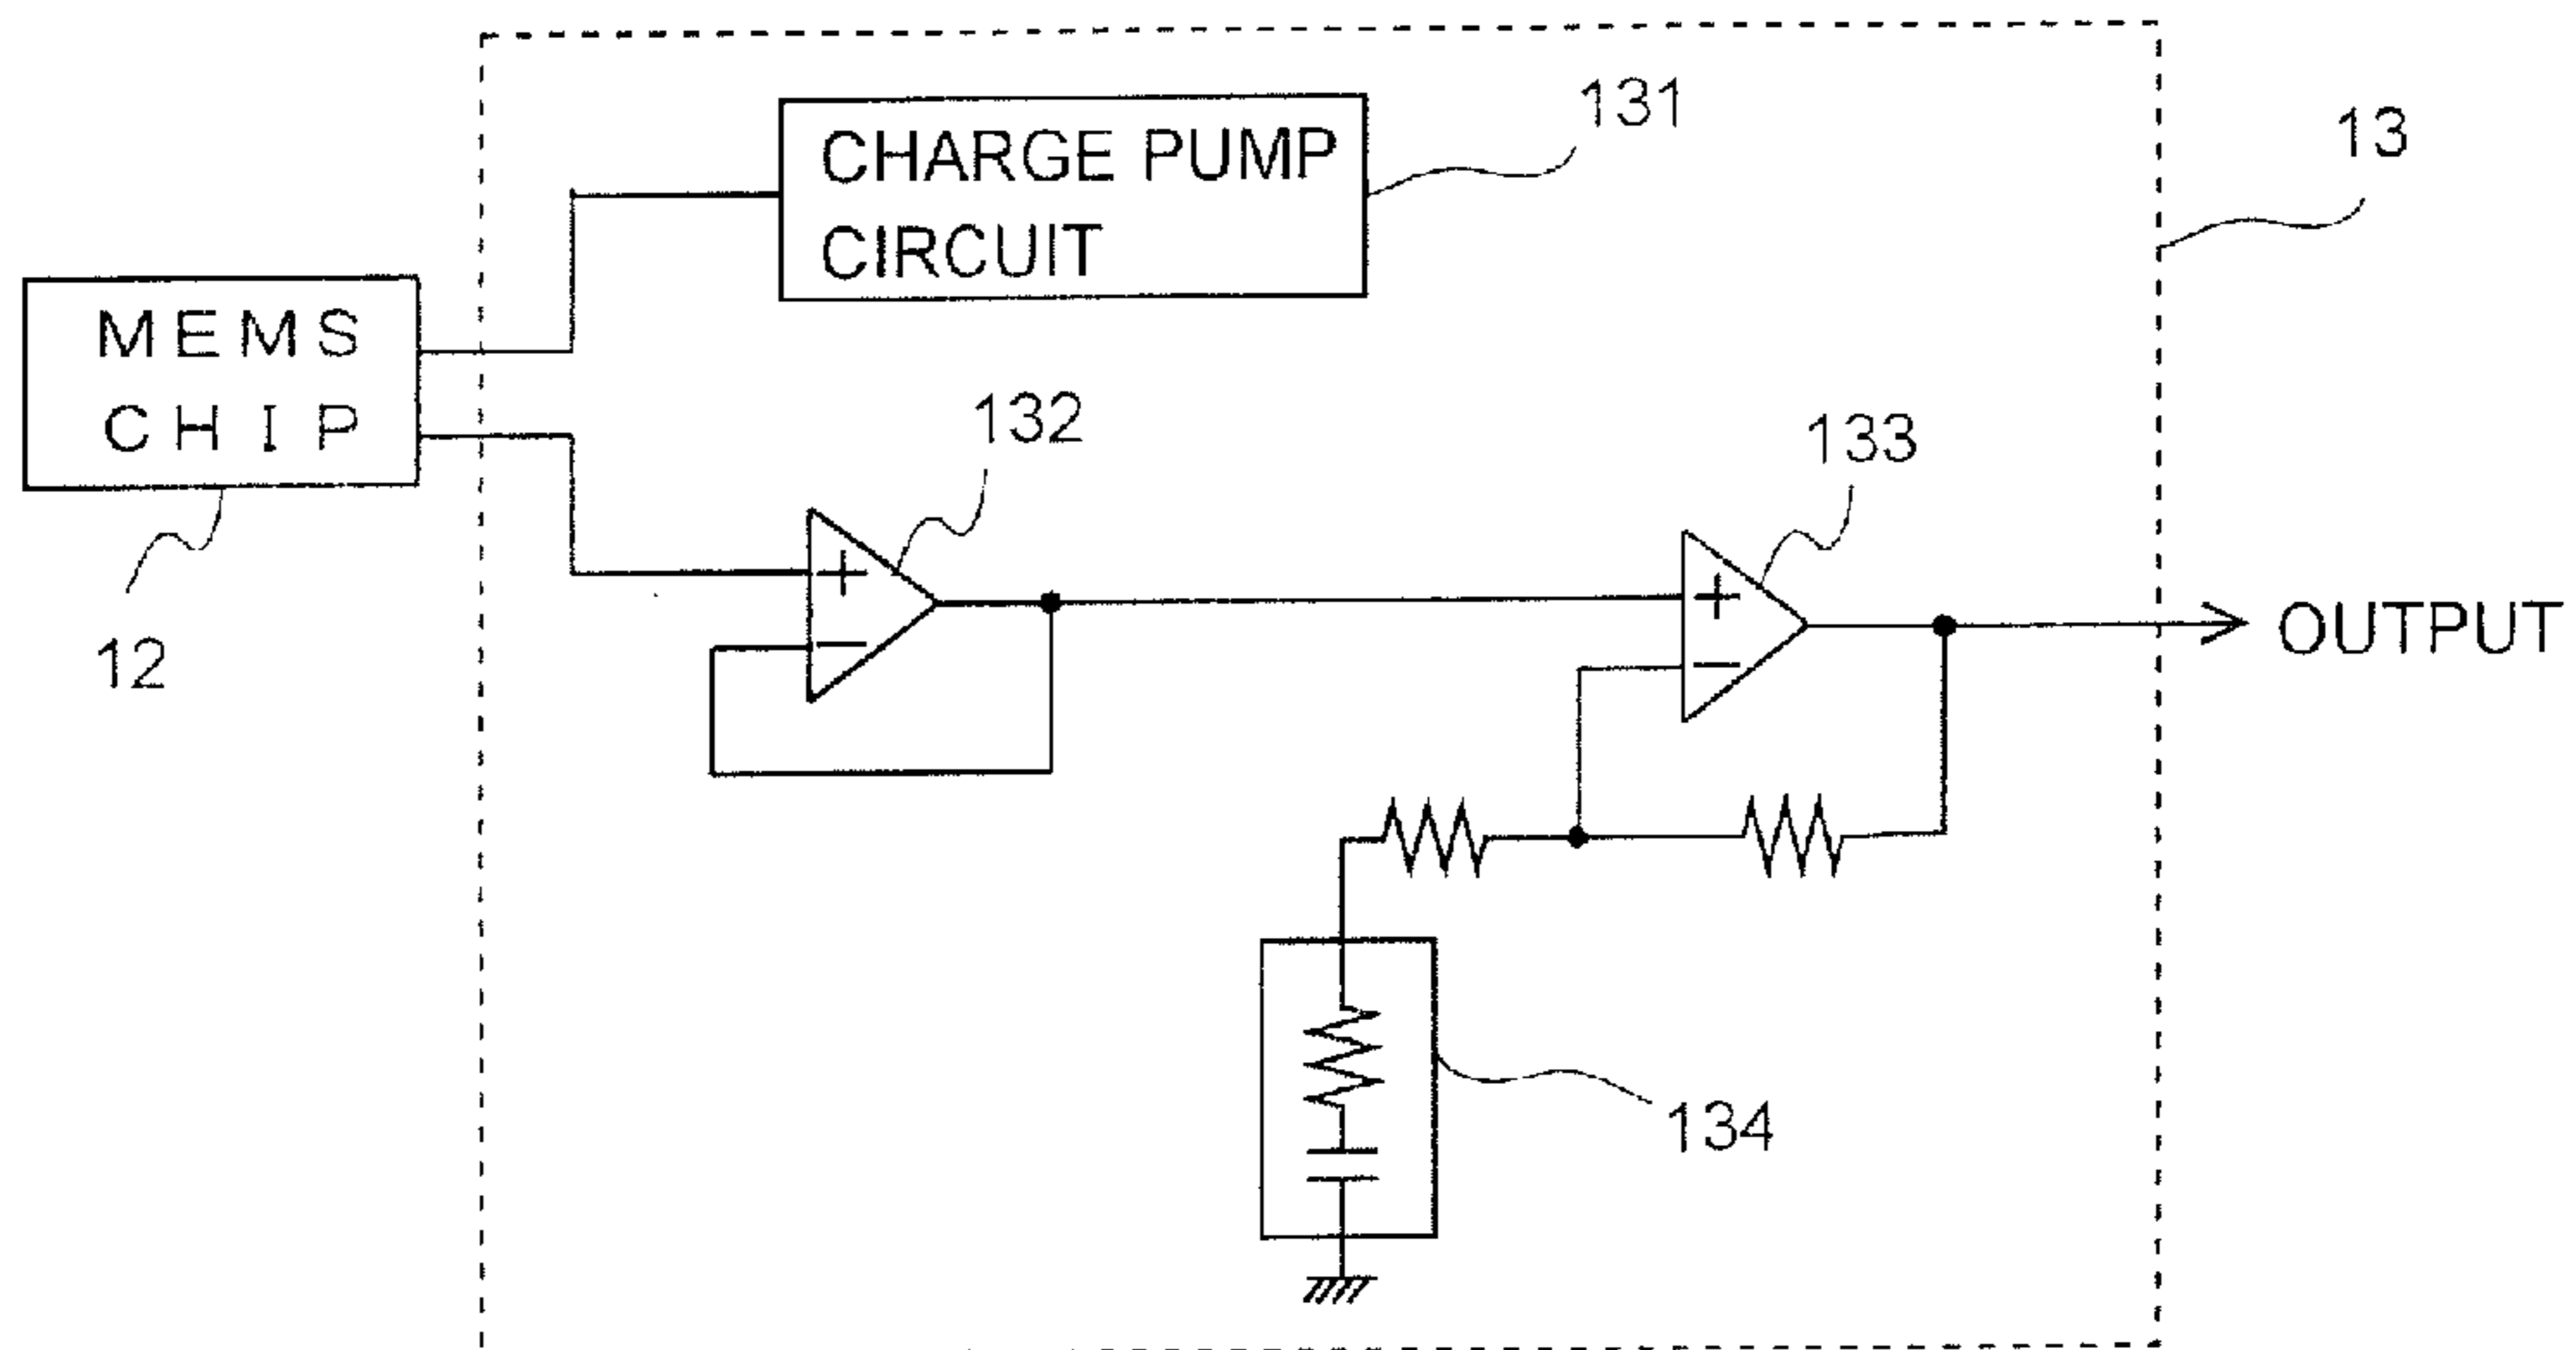 131
13
CHARGE PUMP
CIRCUIT
MEMS
CHIP
132
133
+
+
−
−
OUTPUT
12
134